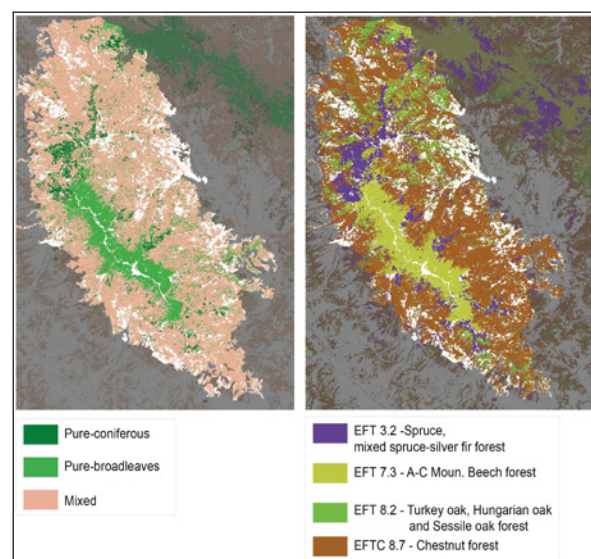 Pure-coniferous
Pure-broadleaves
Mixed
EFT 3.2 -Spruce,
mixed spruce-silver fir forest
EFT 7.3 - A-C Moun. Beech forest
EFT 8.2 - Turkey oak, Hungarian oak
and Sessile oak forest
EFTC 8.7 - Chestnut forest